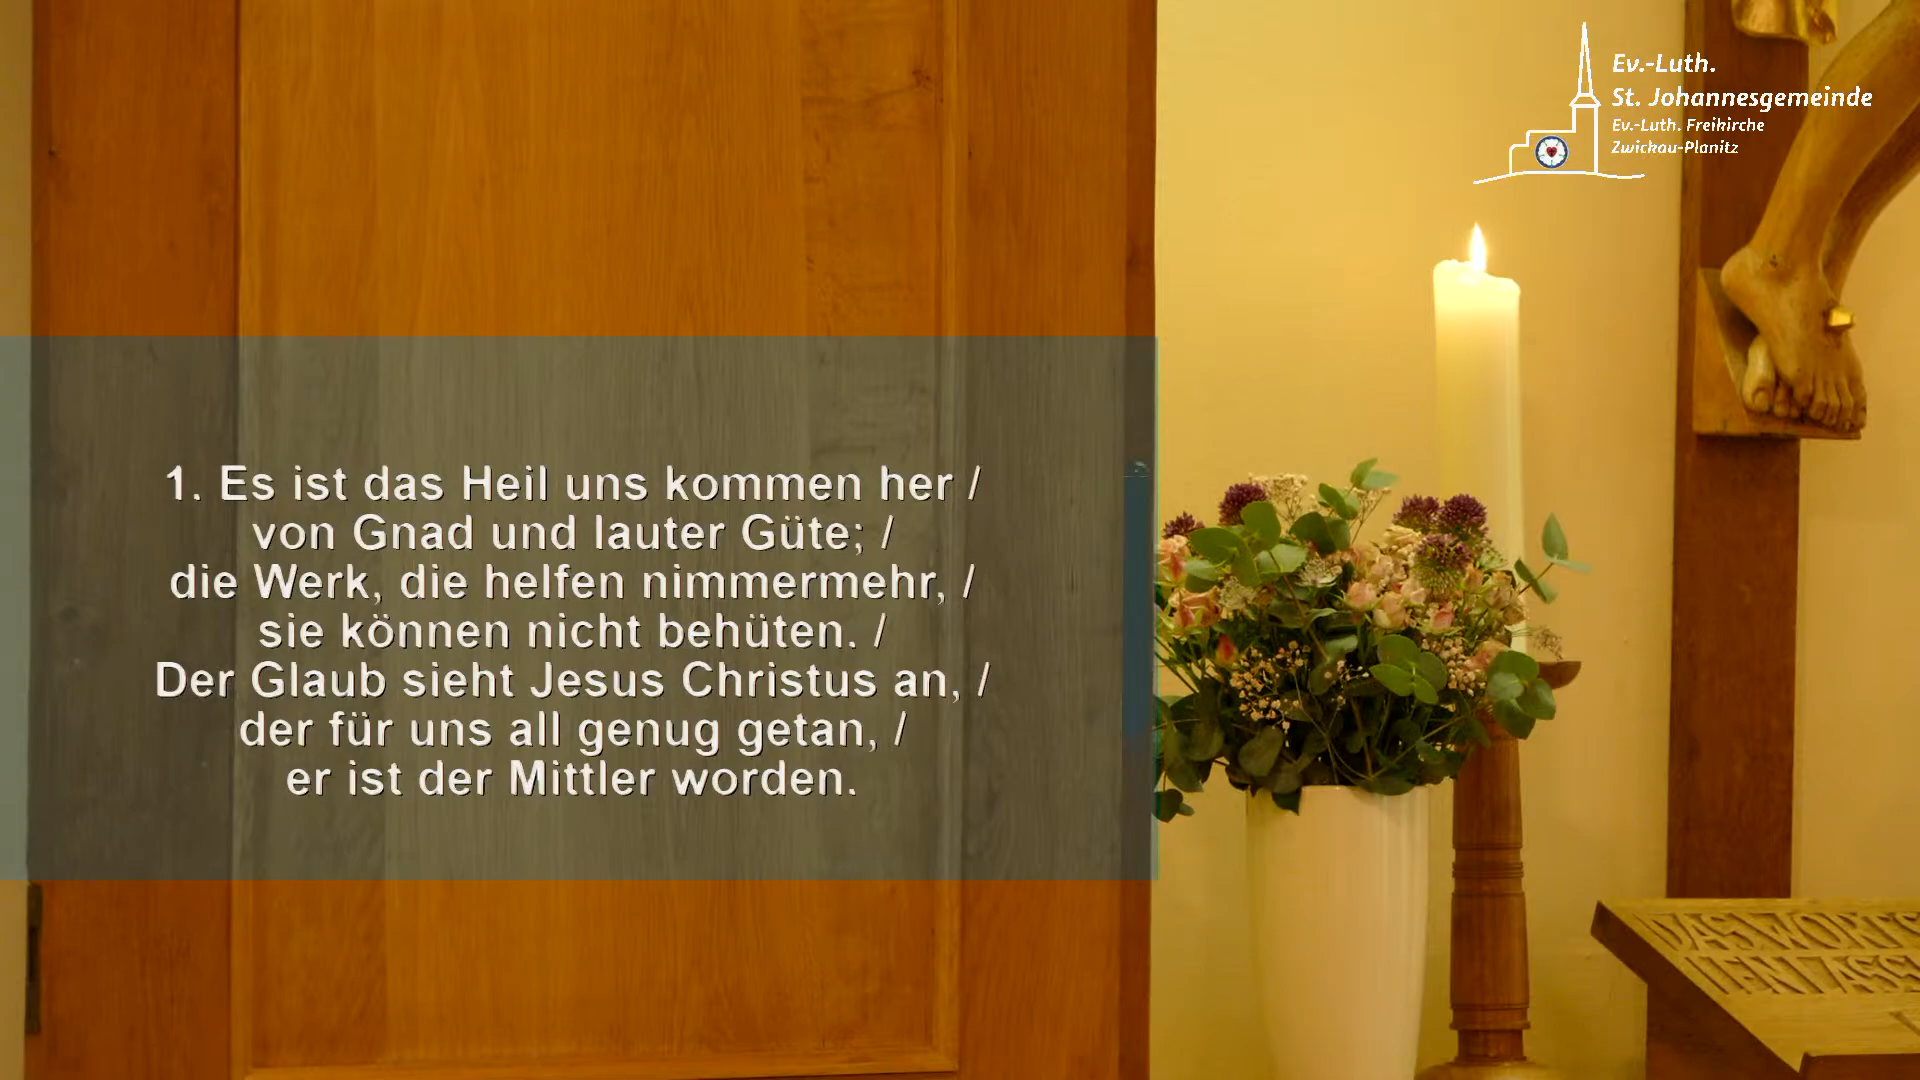 Ev.-Luth.
St. Johannesgemeinde
Ev.-Luth. Freikirche
Zwickau-Planitz
1. Es ist das Heil uns kommen her /
von Gnad und lauter Güte; /
die Werk, die helfen nimmermehr, /
sie können nicht behüten. /
Der Glaub sieht Jesus Christus an, /
der für uns all genug getan, /
er ist der Mittler worden.
DAS WORT